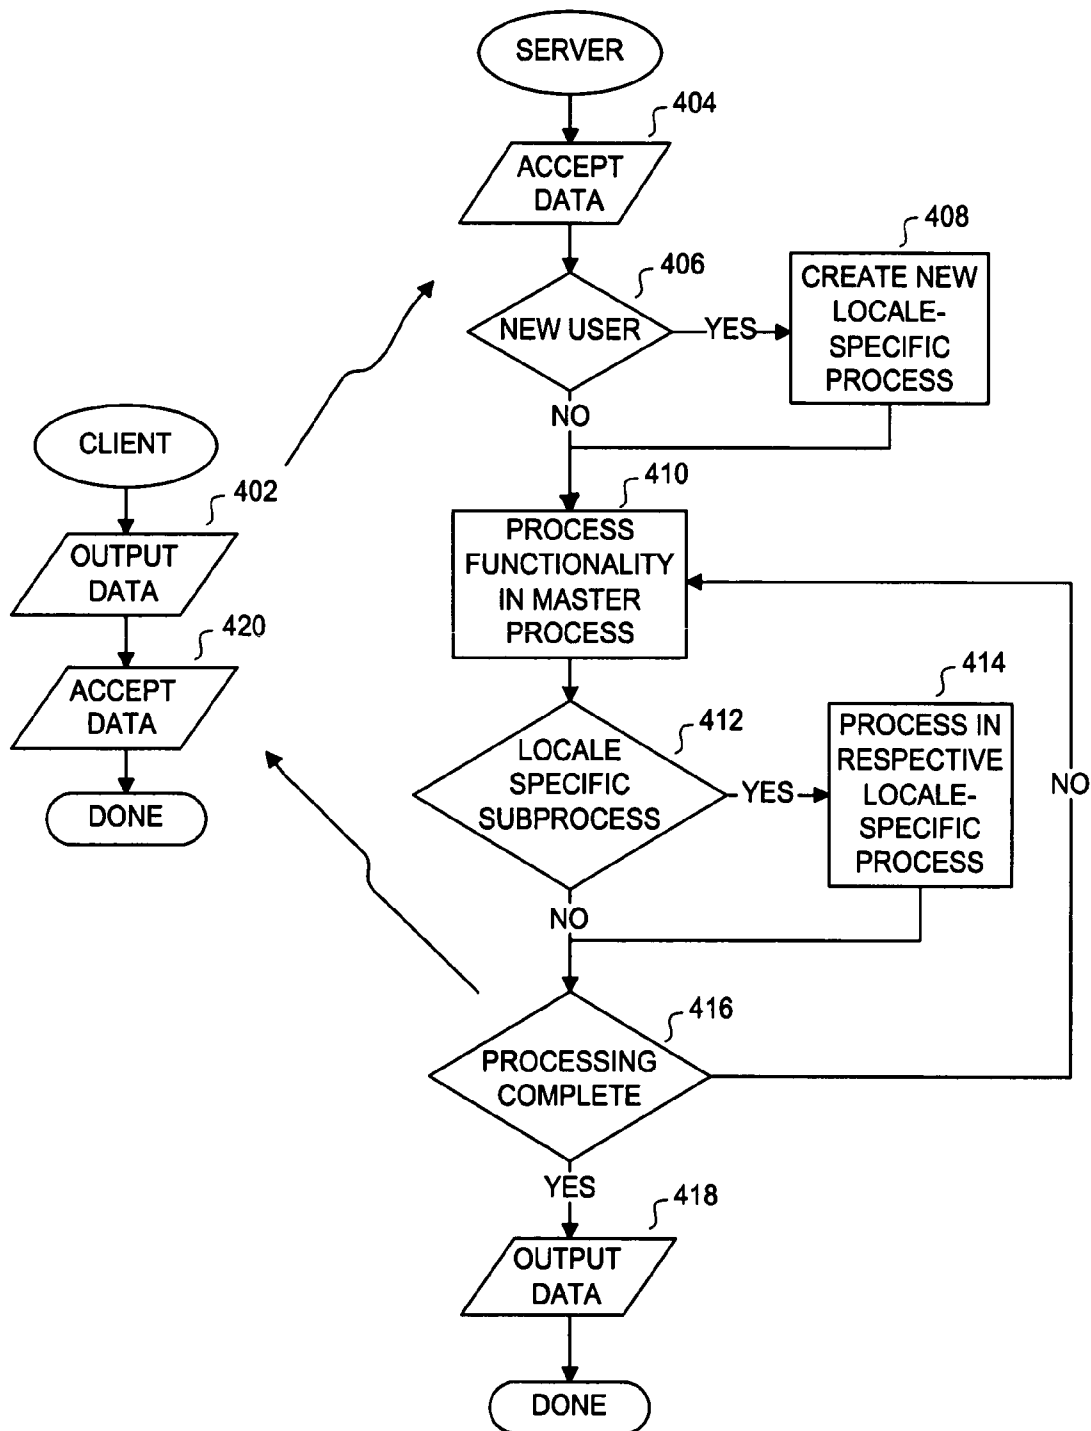 SERVER
404
ACCEPT
DATA
406
NEW USER
YES
408
CREATE NEW
LOCALE-
SPECIFIC
PROCESS
NO
CLIENT
402
OUTPUT
DATA
420
ACCEPT
DATA
DONE
410
PROCESS
FUNCTIONALITY
IN MASTER
PROCESS
412
LOCALE
SPECIFIC
SUBPROCESS
YES
414
PROCESS IN
RESPECTIVE
LOCALE-
SPECIFIC
PROCESS
NO
NO
416
PROCESSING
COMPLETE
YES
418
OUTPUT
DATA
DONE